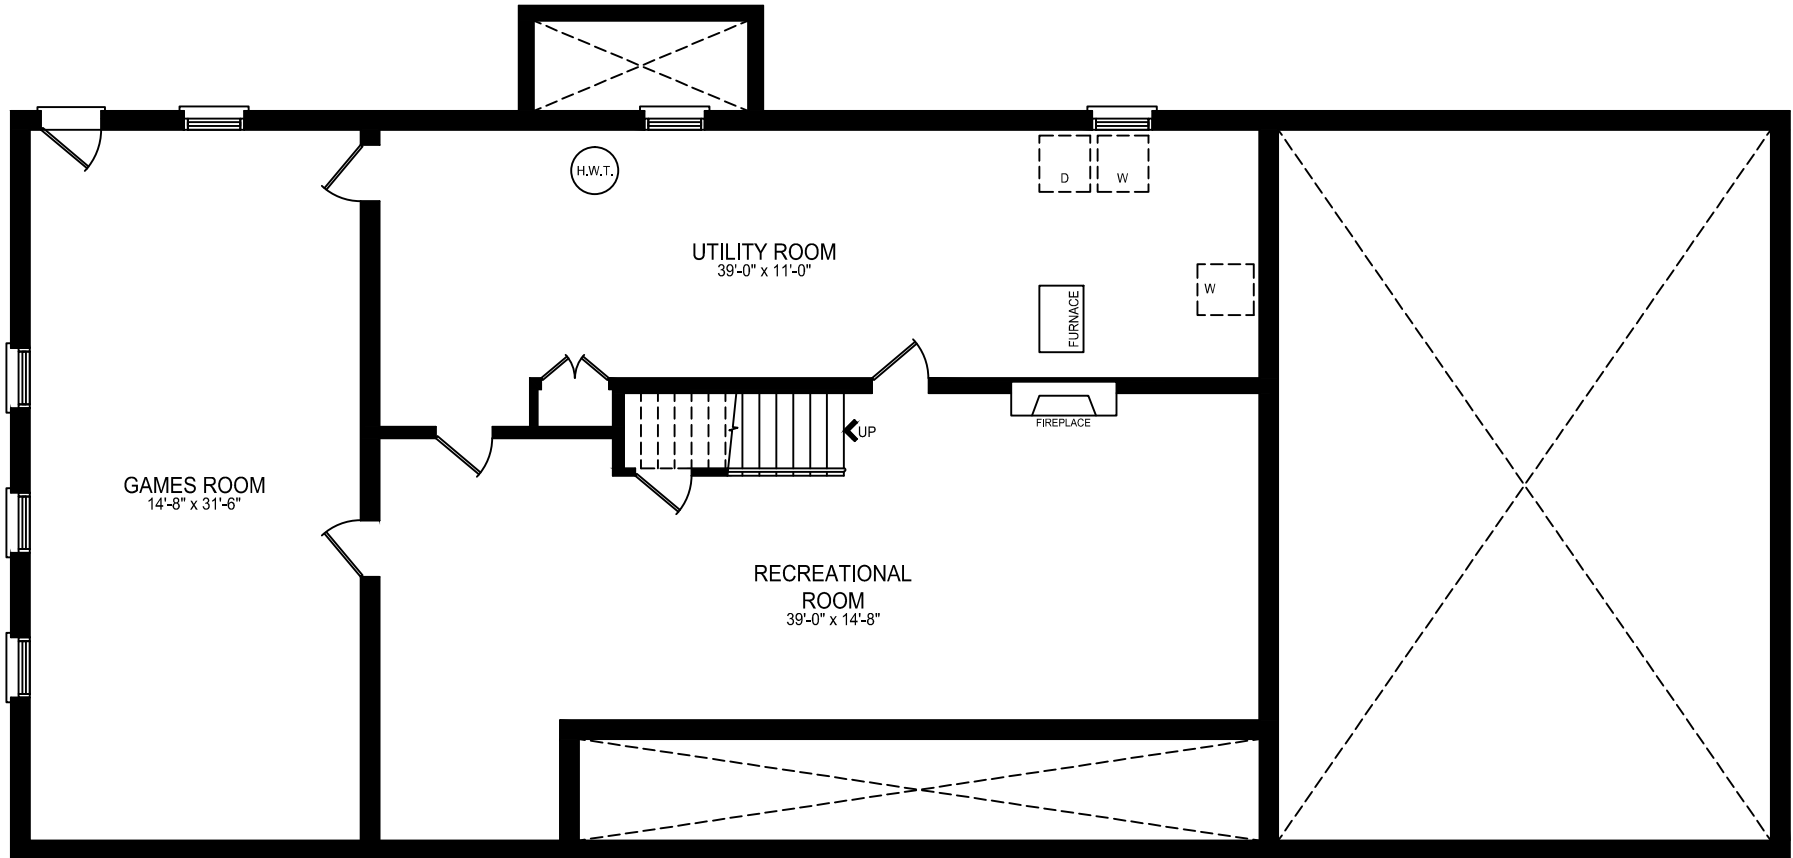 H.W.T.
D
W
UTILITY ROOM
39'-0" x 11'-0"
W
FURNACE
FIREPLACE
UP
GAMES ROOM
14'-8" x 31'-6"
RECREATIONAL
ROOM
39'-0" x 14'-8"